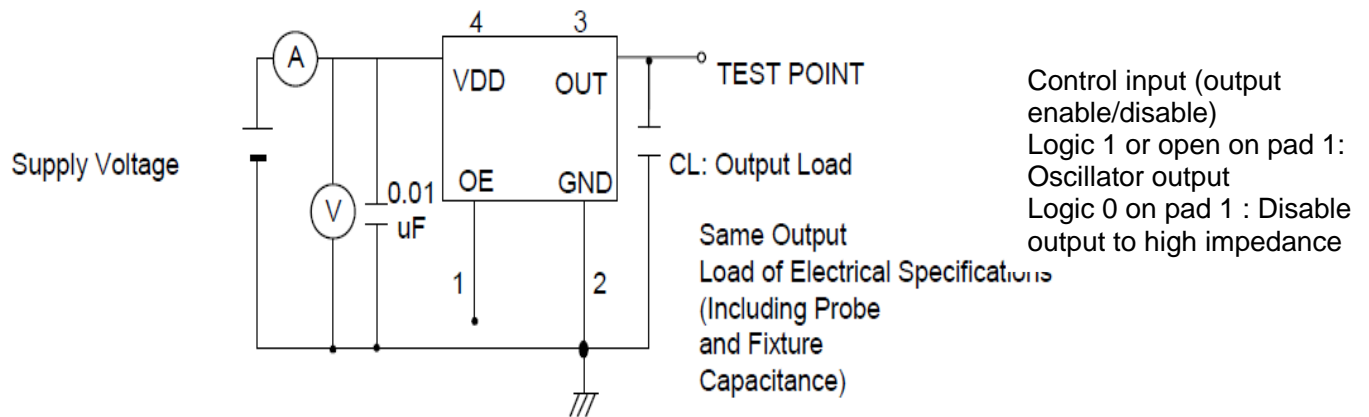 4 3
A
VDD OUT
TEST POINT
Supply Voltage
CL: Output Load
OE GND
V
0.01
uF
1 2
Same Output
Load of Electrical Specifications
(Including Probe
and Fixture
Capacitance)
Control input (output
enable/disable)
Logic 1 or open on pad 1:
Oscillator output
Logic 0 on pad 1 : Disable
output to high impedance